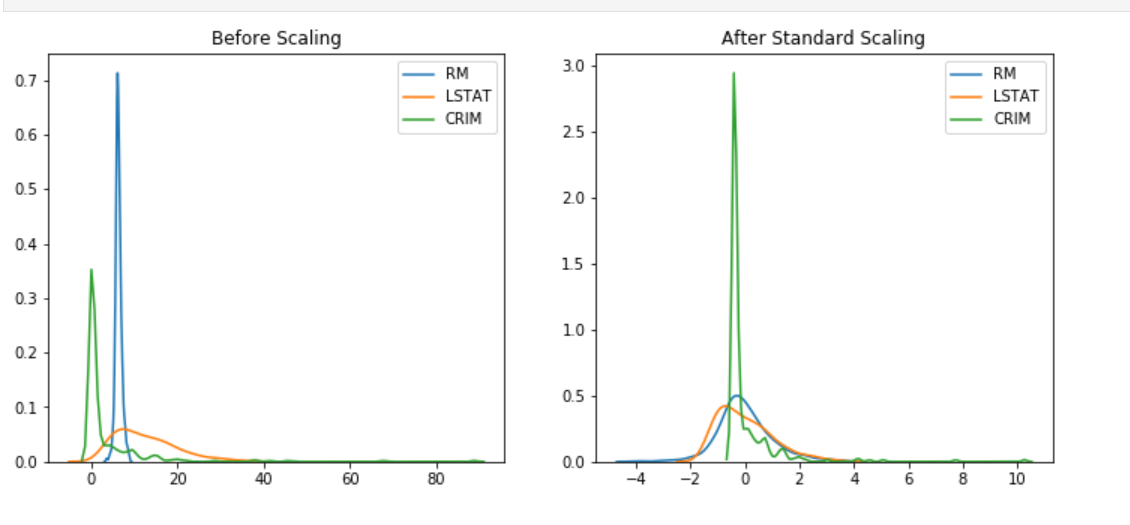 Before Scaling
0.7
0.6
0.5
0.4
0.3
0.2
0.1
0.0
0 20 40 60 80
RM
LSTAT
CRIM
After Standard Scaling
3.0
2.5
2.0
1.5
1.0
0.5
0.0
−4 −2 0 2 4 6 8 10
RM
LSTAT
CRIM